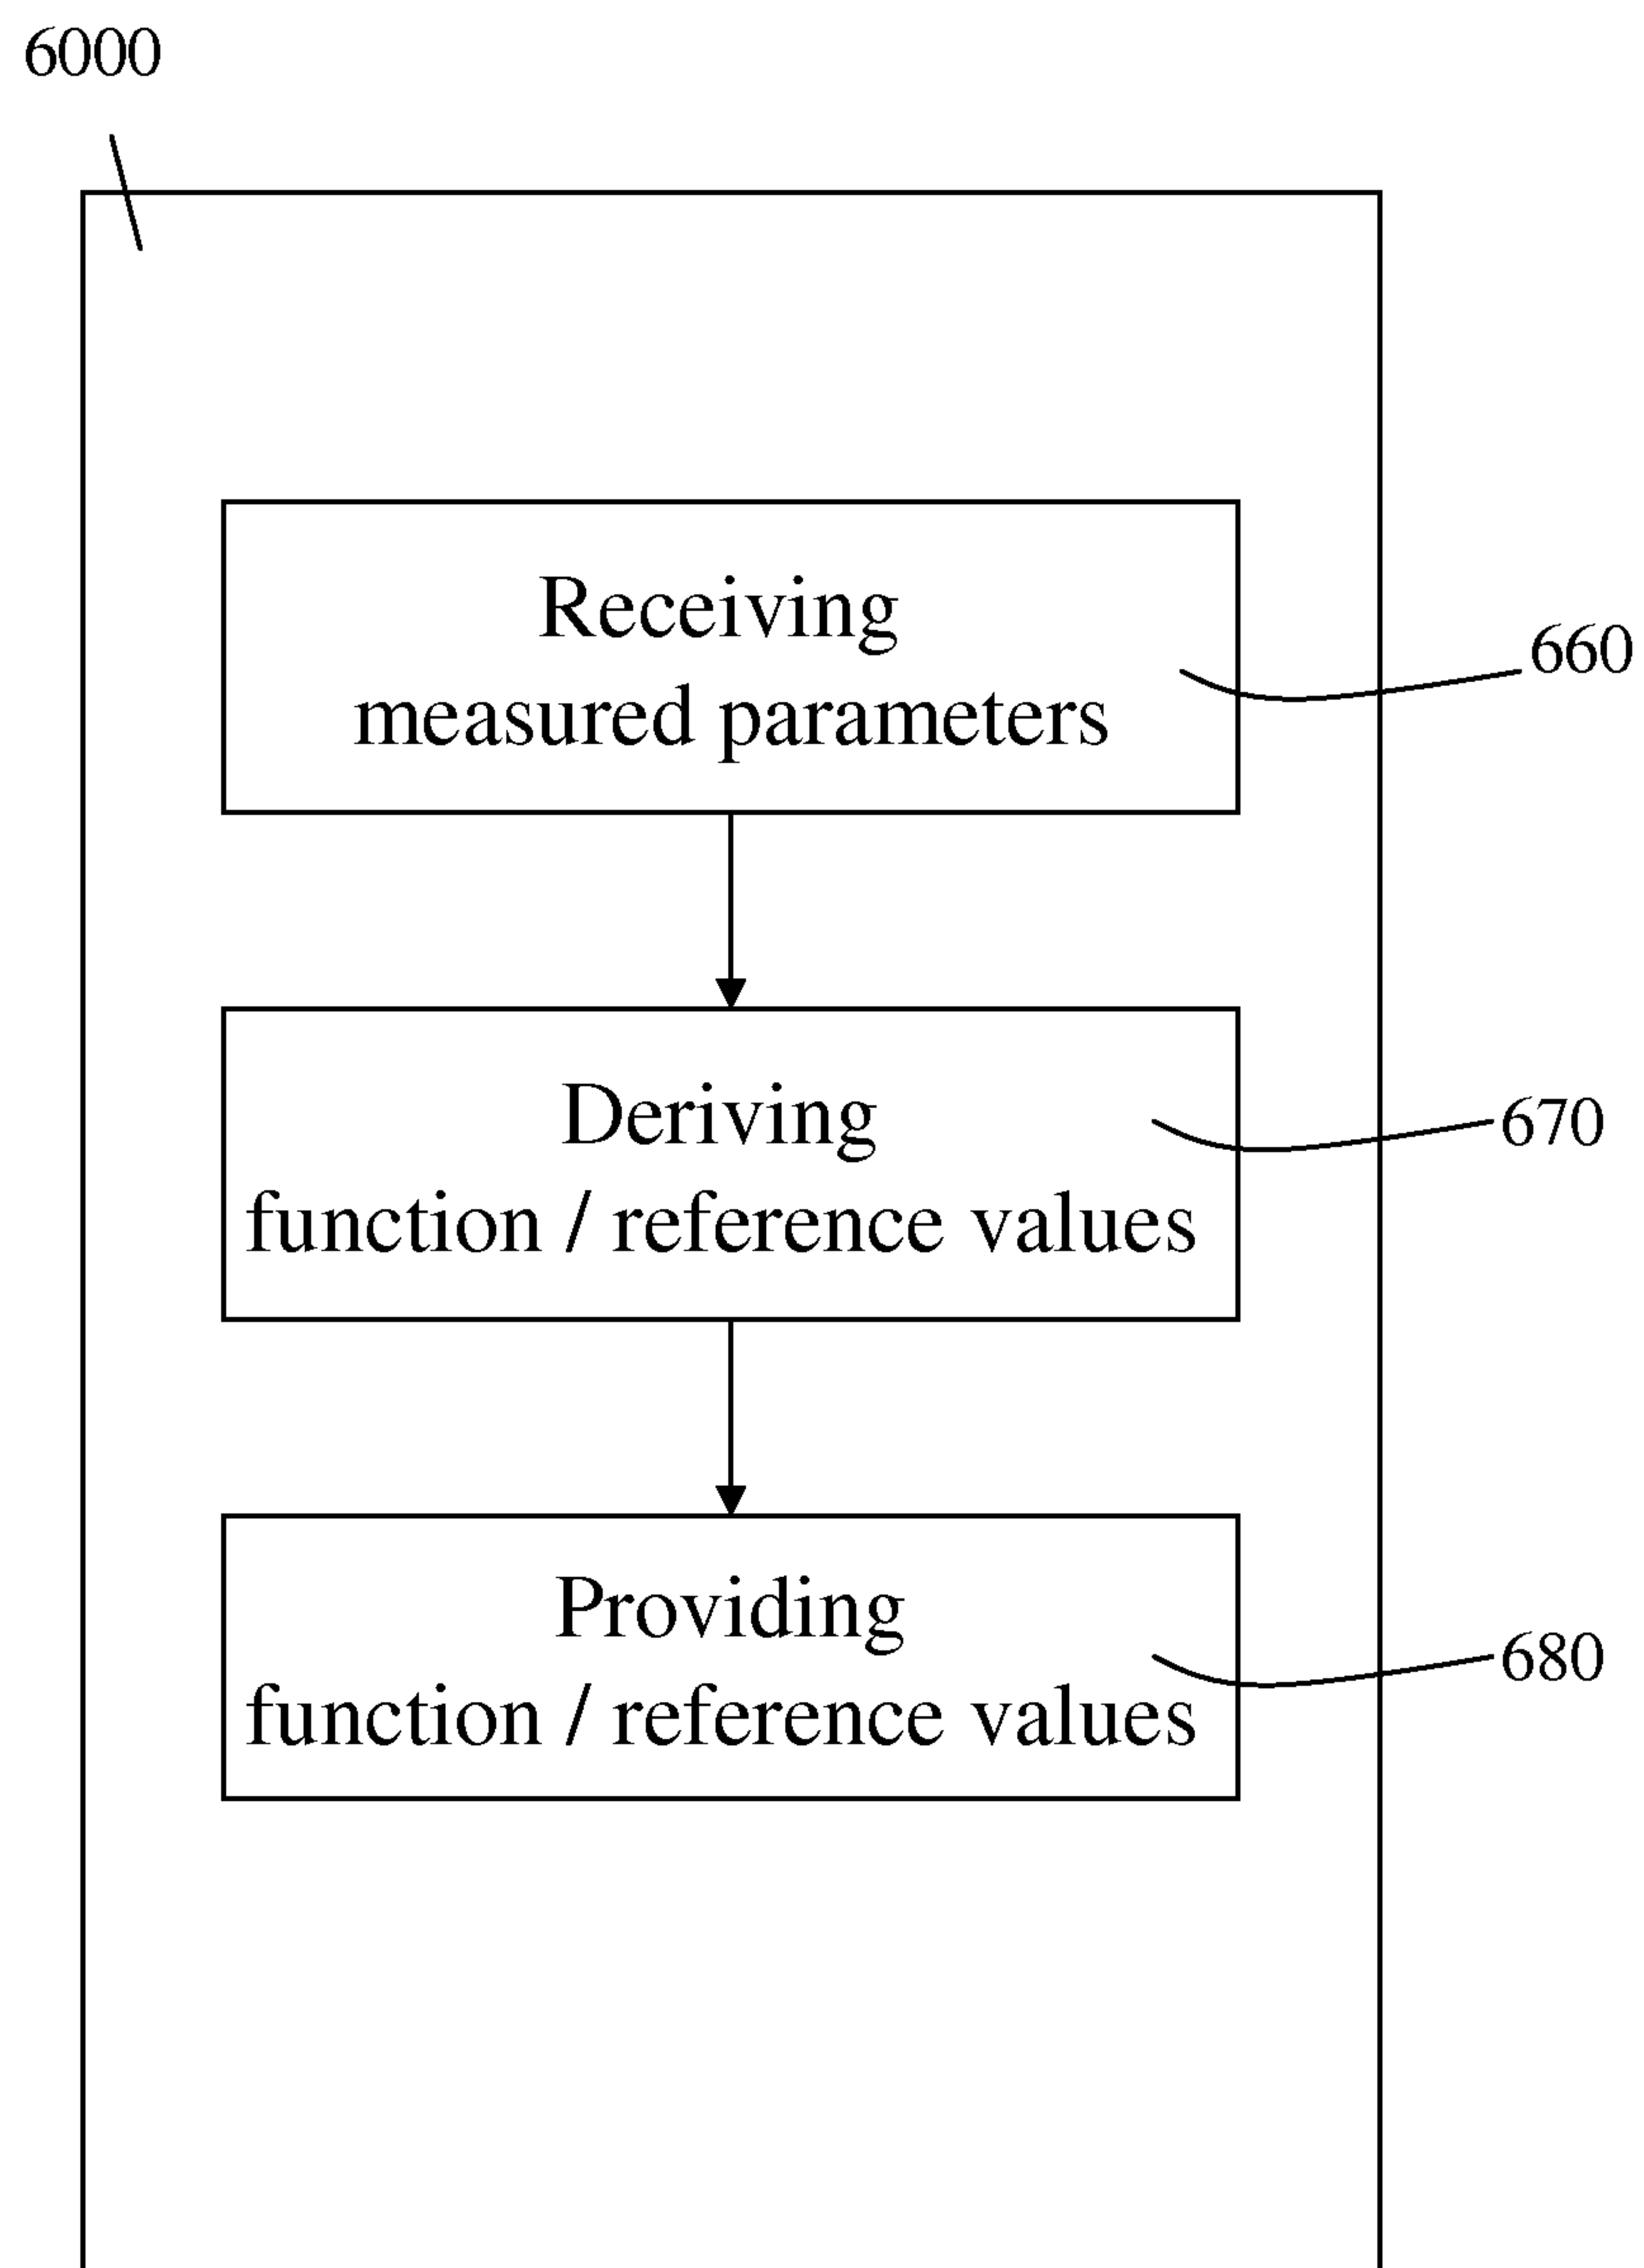 6000
Receiving
measured parameters
660
Deriving
function / reference values
670
Providing
function / reference values
680